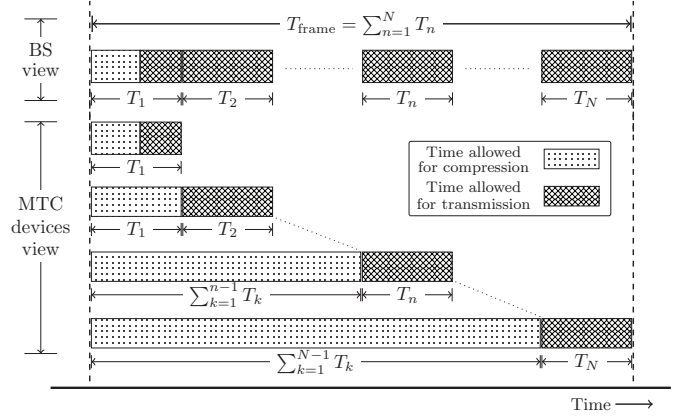 T_frame = ∑_{n=1}^{N} T_n
BS
view
T_1 T_2 T_n T_N
T_1
Time allowed
for compression
Time allowed
for transmission
MTC
devices
view
T_1 T_2
∑_{k=1}^{n-1} T_k T_n
∑_{k=1}^{N-1} T_k T_N
Time